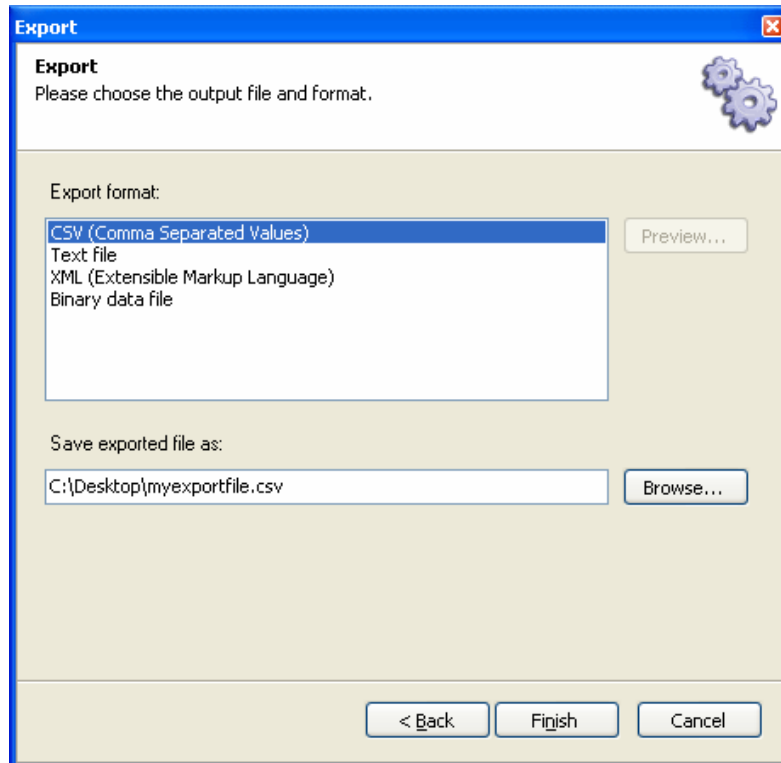 Export
Export
Please choose the output file and format.
Export format:
CSV (Comma Separated Values)
Preview...
Text file
XML (Extensible Markup Language)
Binary data file
Save exported file as:
C:\Desktop\myexportfile.csv
Browse...
< Back
Finish
Cancel